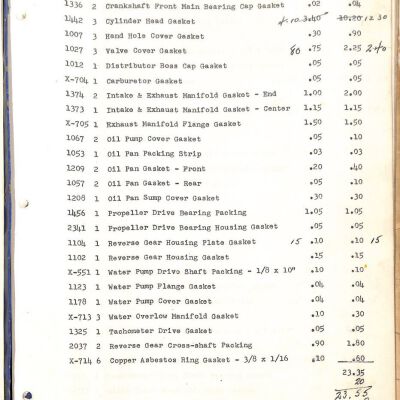 1336 2 Crankshaft Front Main Bearing Cap Gasket .02 .04
1442 3 Cylinder Head Gasket 10.20 12 30
1007 3 Hand Hole Cover Gasket .30 .90
1027 3 Valve Cover Gasket 80 .75 2.25 2.40
1012 1 Distributor Boss Cap Gasket .05 .05
X-704 1 Carburetor Gasket .05 .05
1374 2 Intake & Exhaust Manifold Gasket - End 1.00 2.00
1373 1 Intake & Exhaust Manifold Gasket - Center 1.15 1.15
X-705 1 Exhaust Manifold Flange Gasket 1.50 1.50
1067 2 Oil Pump Cover Gasket .05 .10
1053 1 Oil Pan Packing Strip .03 .03
1209 2 Oil Pan Gasket - Front .20 .40
1057 2 Oil Pan Gasket - Rear .05 .10
1208 1 Oil Pan Sump Cover Gasket .30 .30
1456 1 Propeller Drive Bearing Packing 1.05 1.05
2341 1 Propeller Drive Bearing Housing Gasket .05 .05
1104 1 Reverse Gear Housing Plate Gasket 15 .10 .10 15
1102 1 Reverse Gear Housing Gasket .15 .15
X-551 1 Water Pump Drivo Shaft Packing - 1/8 x 10" .10 .10
1123 1 Water Pump Flange Gasket .04 .04
1178 1 Water Pump Cover Gasket .04 .04
X-713 3 Water Overlow Manifold Gasket .10 .30
1325 1 Tachometer Drive Gasket .05 .05
2037 2 Reverse Gear Cross-shaft Packing .90 1.80
X-714 6 Copper Asbestos Ring Gasket - 3/8 x 1/16 .10 .60
23.35
20
23.55